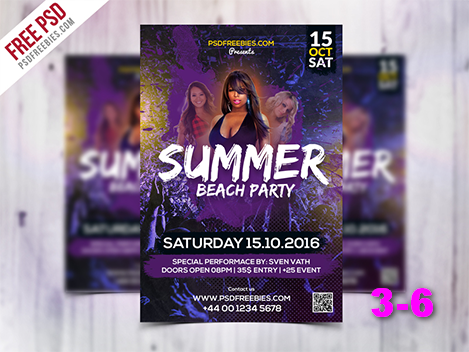 FREE PSD
PSDFREEBIES.COM
PSDFREEBIES.COM
Presents
15
OCT
SAT
SUMMER
BEACH PARTY
SATURDAY 15.10.2016
SPECIAL PERFORMACE BY: SVEN VATH
DOORS OPEN 08PM | 35$ ENTRY | +25 EVENT
Contact us
WWW.PSDFREEBIES.COM
+44 00 1234 5678
3-6